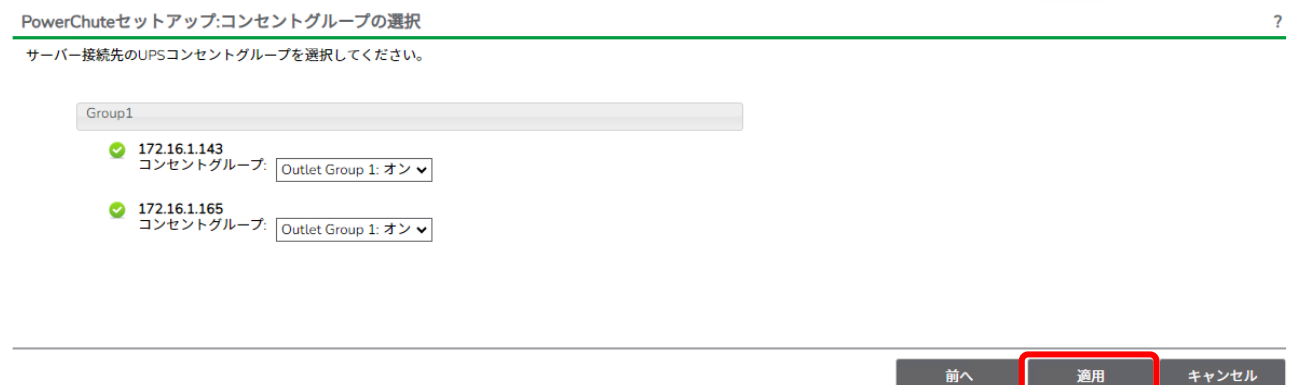 PowerChuteセットアップ:コンセントグループの選択 ?
サーバー接続先のUPSコンセントグループを選択してください。
Group1
172.16.1.143
コンセントグループ: Outlet Group 1: オン
172.16.1.165
コンセントグループ: Outlet Group 1: オン
前へ 適用 キャンセル